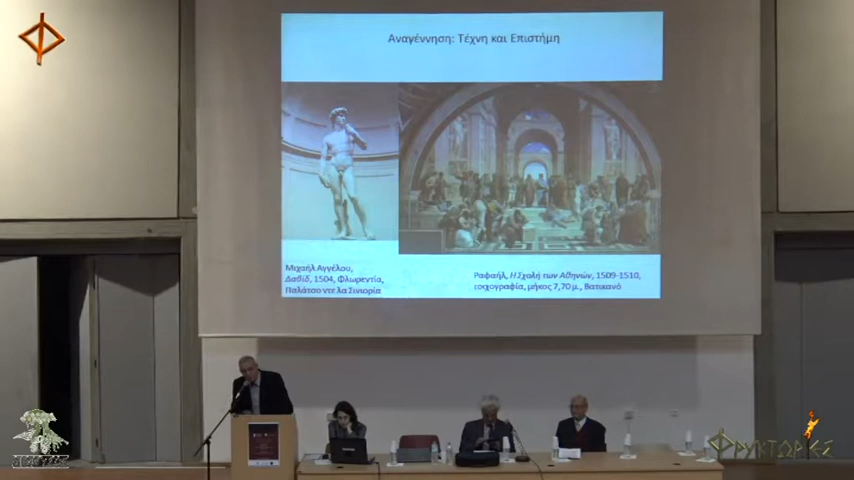 Αναγέννηση: Τέχνη και Επιστήμη
Μιχαήλ Αγγέλου,
Δαβίδ, 1504, Φλωρεντία,
Παλάτσο ντε λα Σινιορία
Ραφαήλ, Η Σχολή των Αθηνών, 1509-1510,
τοιχογραφία, μήκος 7,70 μ., Βατικανό
ΦΡΥΚΤΩΡΙΕΣ